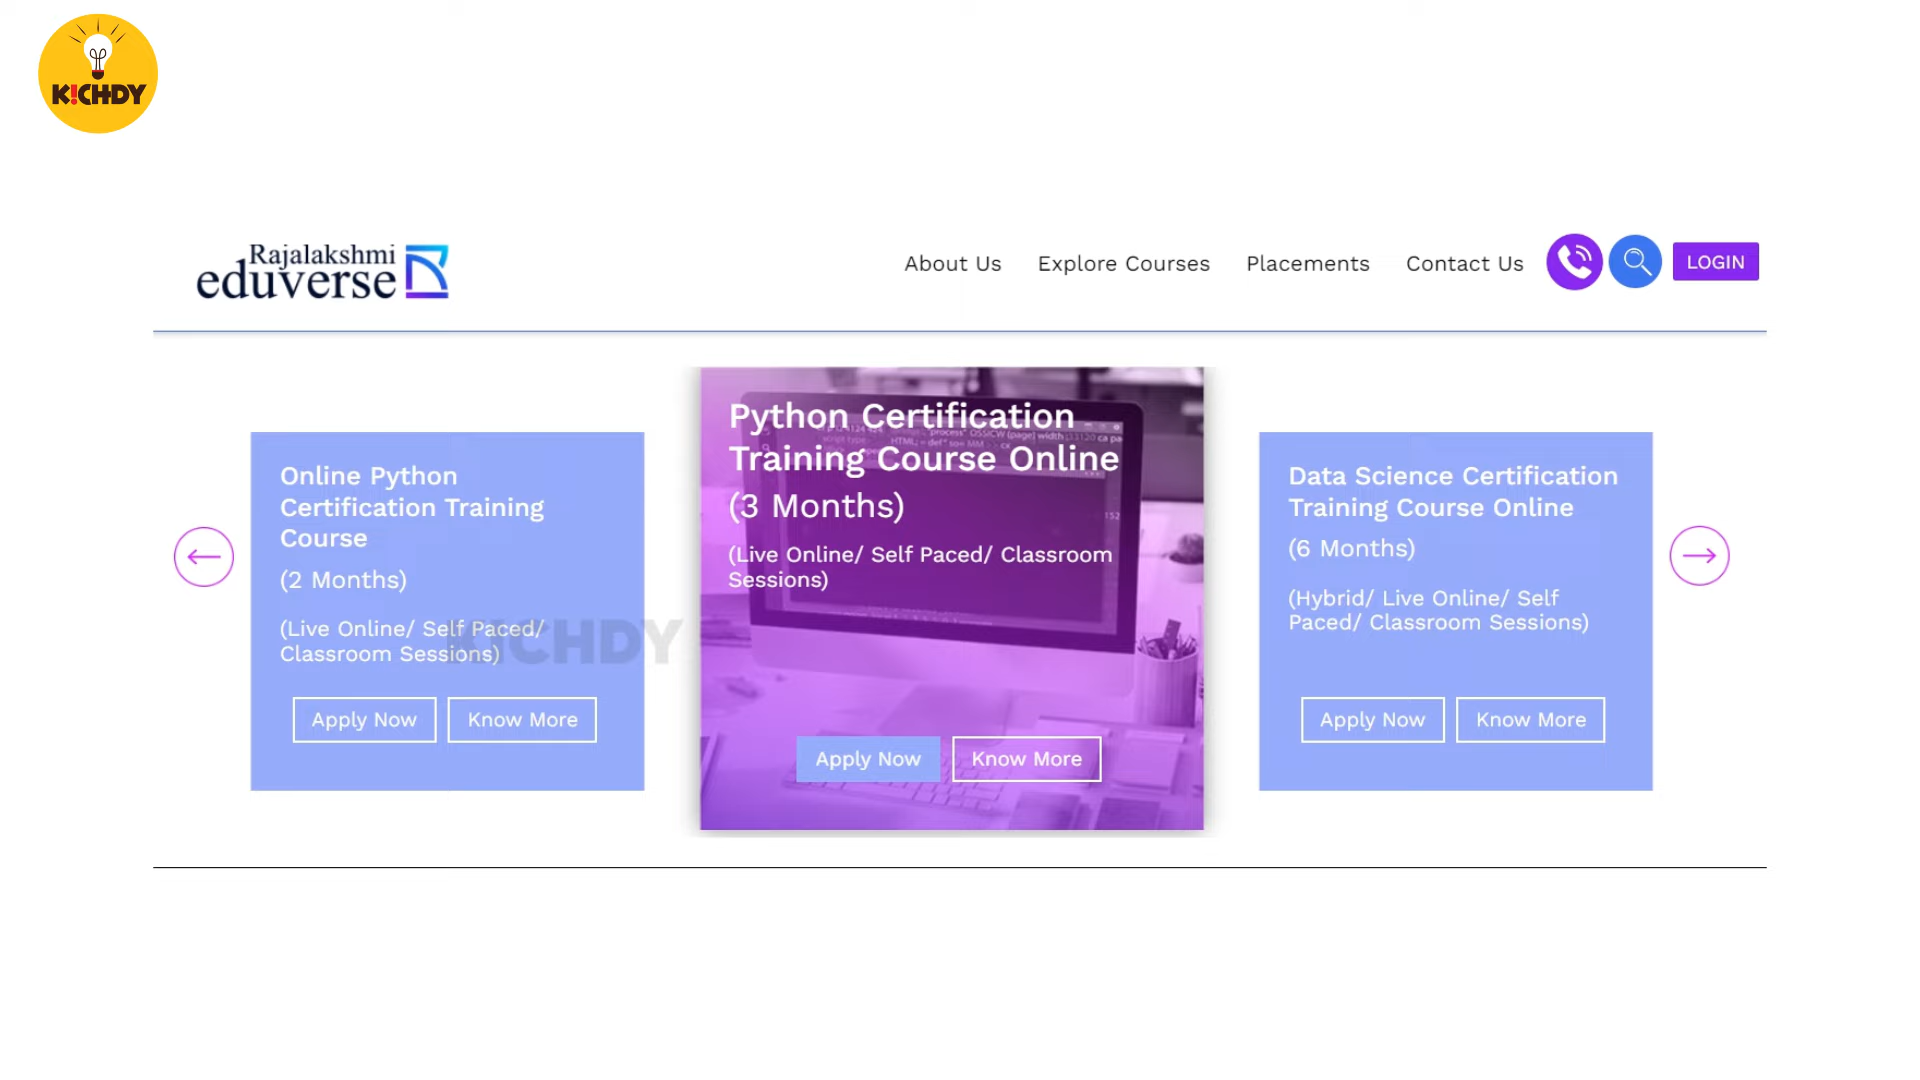 K!CHDY
Rajalakshmi
eduverse
About Us
Explore Courses
Placements
Contact Us
LOGIN
Online Python
Certification Training
Course
(2 Months)
(Live Online/ Self Paced/
Classroom Sessions)
Apply Now
Know More
K!CHDY
Python Certification
Training Course Online
(3 Months)
(Live Online/ Self Paced/ Classroom
Sessions)
Apply Now
Know More
Data Science Certification
Training Course Online
(6 Months)
(Hybrid/ Live Online/ Self
Paced/ Classroom Sessions)
Apply Now
Know More